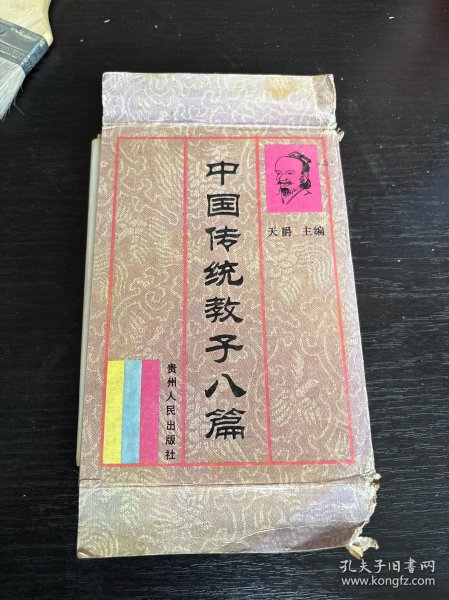 中国传统教子八篇
天爵 主编
贵州人民出版社
孔夫子旧书网
www.kongfz.com